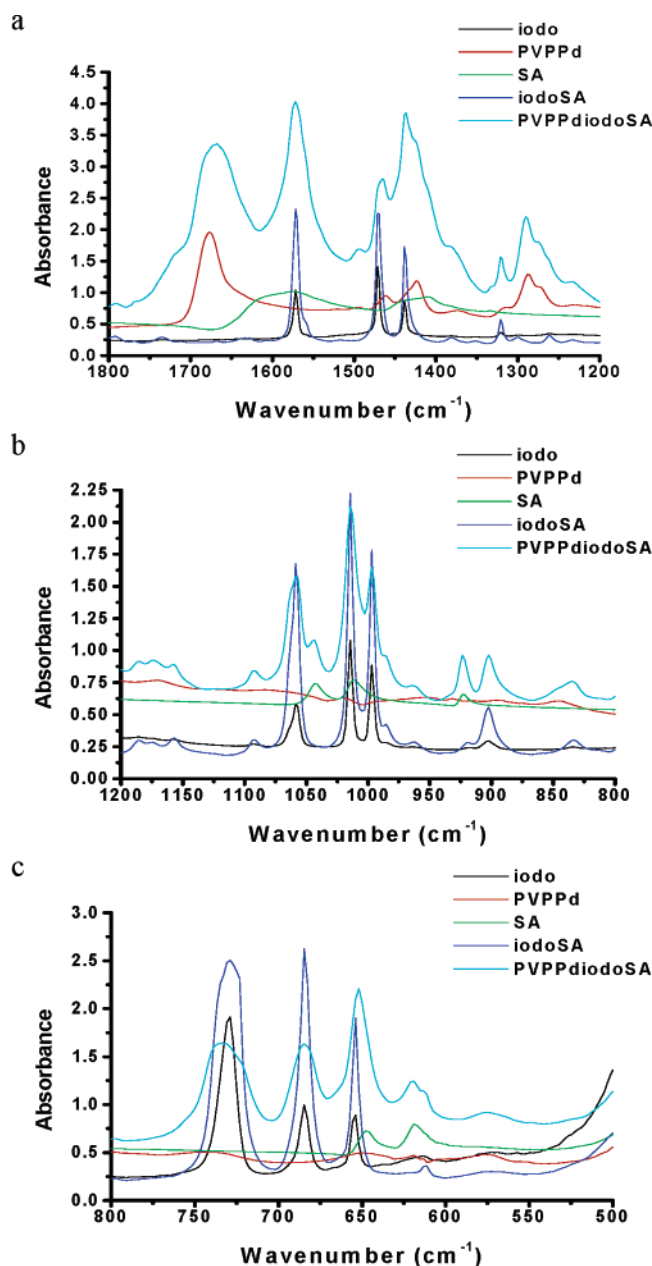 a
iodo
PVPPd
SA
iodoSA
PVPPdiodoSA
4.5
4.0
3.5
3.0
2.5
2.0
1.5
1.0
0.5
0.0
Absorbance
1800 1700 1600 1500 1400 1300 1200
Wavenumber (cm⁻¹)
b
iodo
PVPPd
SA
iodoSA
PVPPdiodoSA
2.25
2.00
1.75
1.50
1.25
1.00
0.75
0.50
0.25
0.00
Absorbance
1200 1150 1100 1050 1000 950 900 850 800
Wavenumber (cm⁻¹)
c
iodo
PVPPd
SA
iodoSA
PVPPdiodoSA
3.0
2.5
2.0
1.5
1.0
0.5
0.0
Absorbance
800 750 700 650 600 550 500
Wavenumber (cm⁻¹)